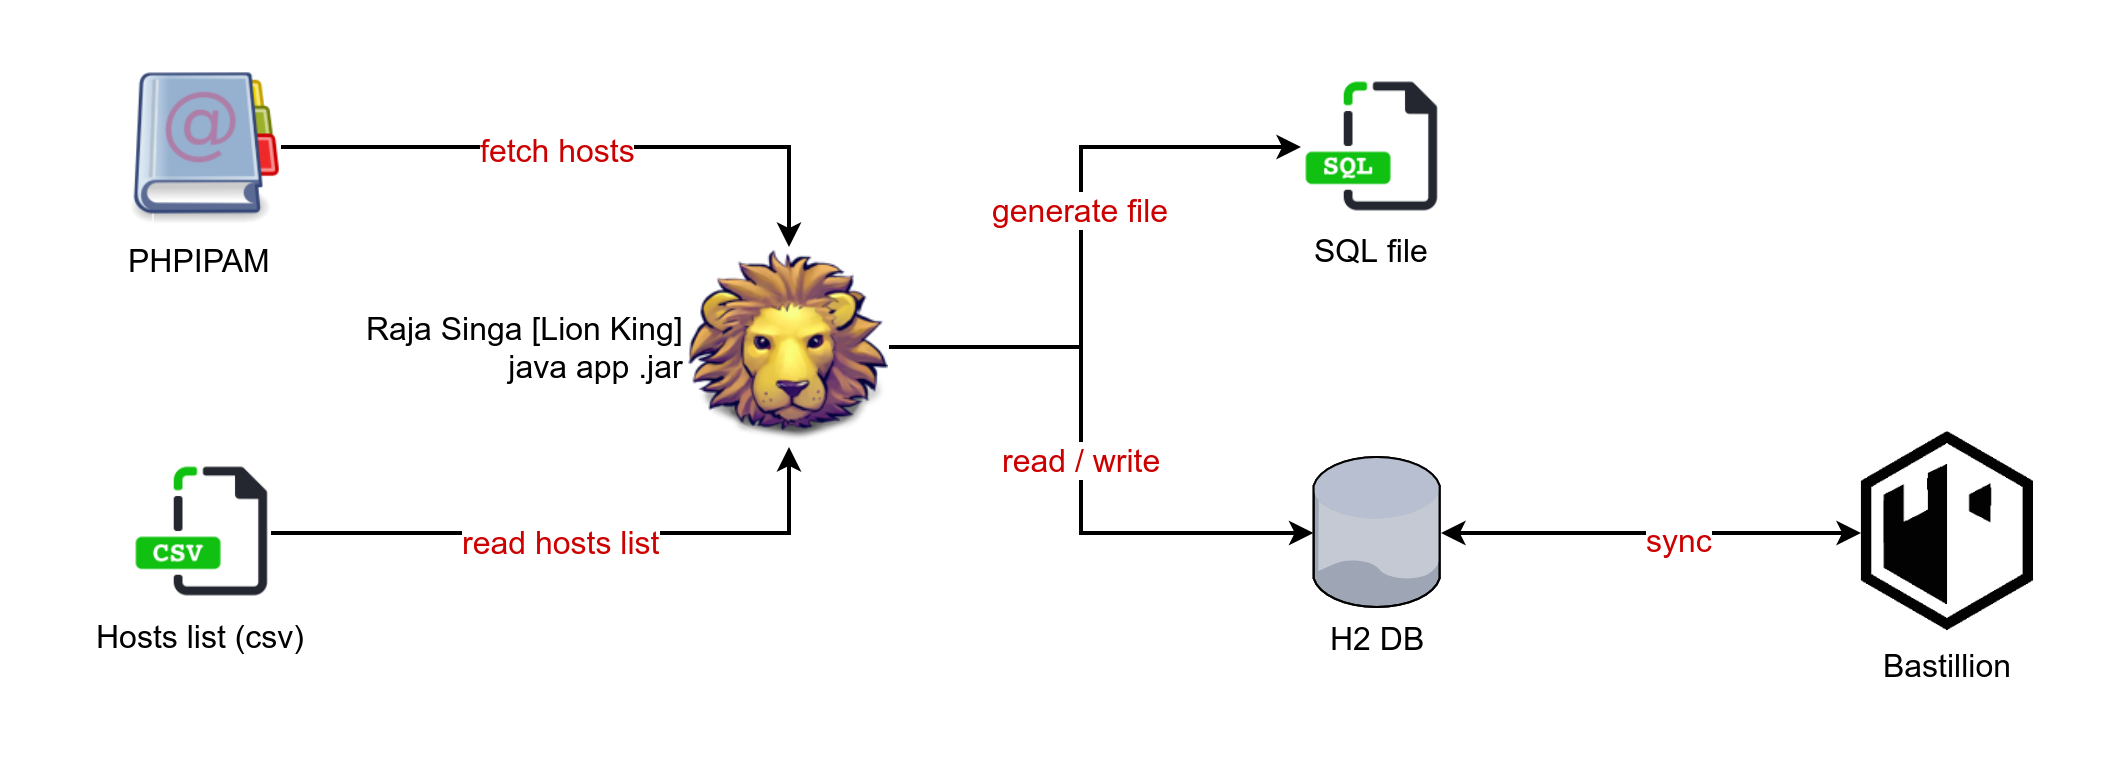 @
fetch hosts
PHPIPAM
SQL
generate file
SQL file
Raja Singa [Lion King]
java app .jar
read / write
CSV
read hosts list
Hosts list (csv)
H2 DB
sync
Bastillion